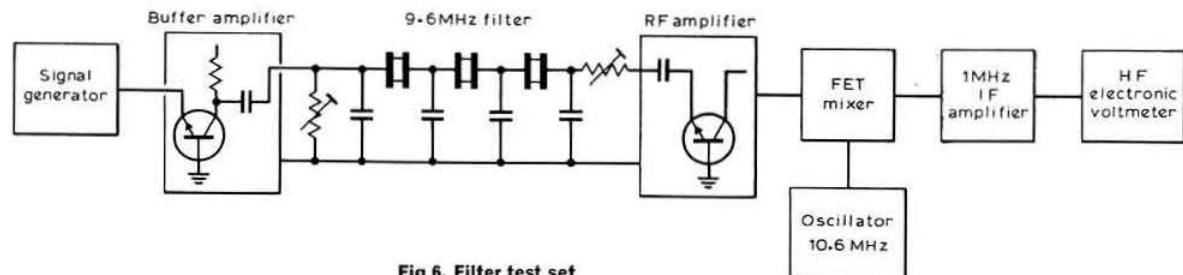 Buffer amplifier
9·6MHz filter
RF amplifier
Signal
generator
FET
mixer
1MHz
IF
amplifier
HF
electronic
voltmeter
Oscillator
10.6 MHz
Fig 6. Filter test set